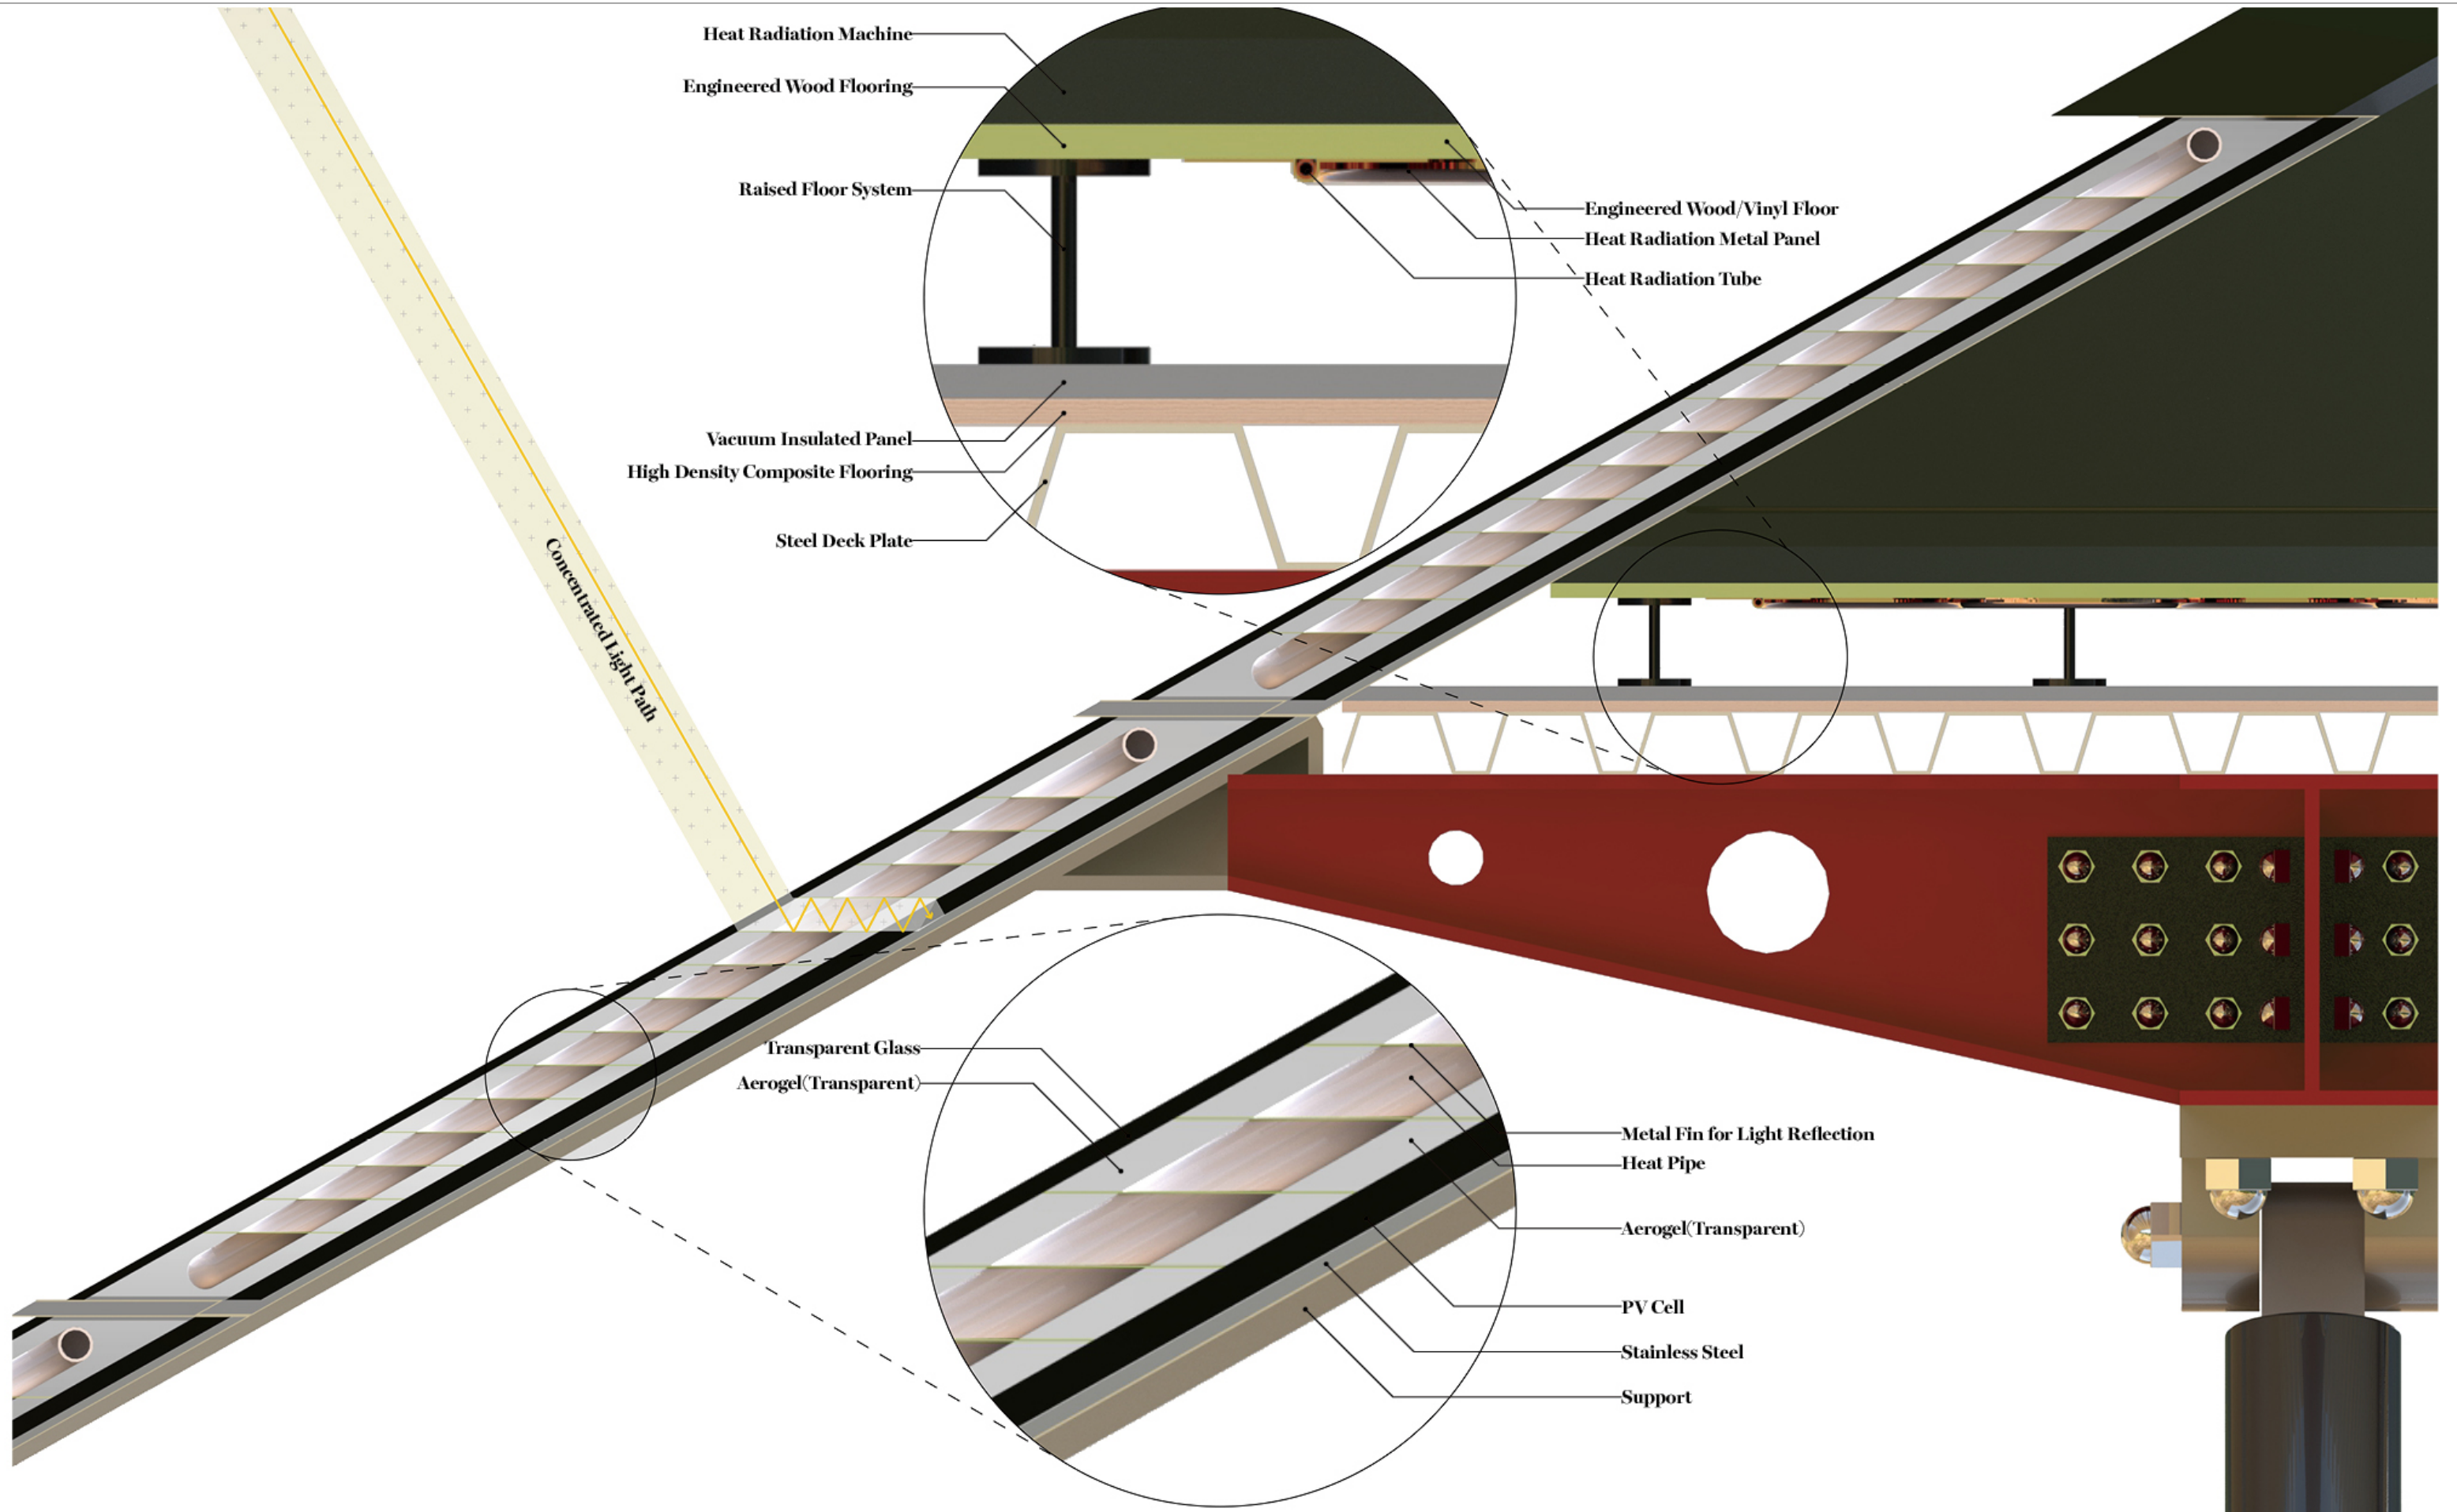 Heat Radiation Machine
Engineered Wood Flooring
Raised Floor System
Engineered Wood/Vinyl Floor
Heat Radiation Metal Panel
Heat Radiation Tube
Vacuum Insulated Panel
High Density Composite Flooring
Steel Deck Plate
Concentrated Light Path
Transparent Glass
Aerogel(Transparent)
Metal Fin for Light Reflection
Heat Pipe
Aerogel(Transparent)
PV Cell
Stainless Steel
Support